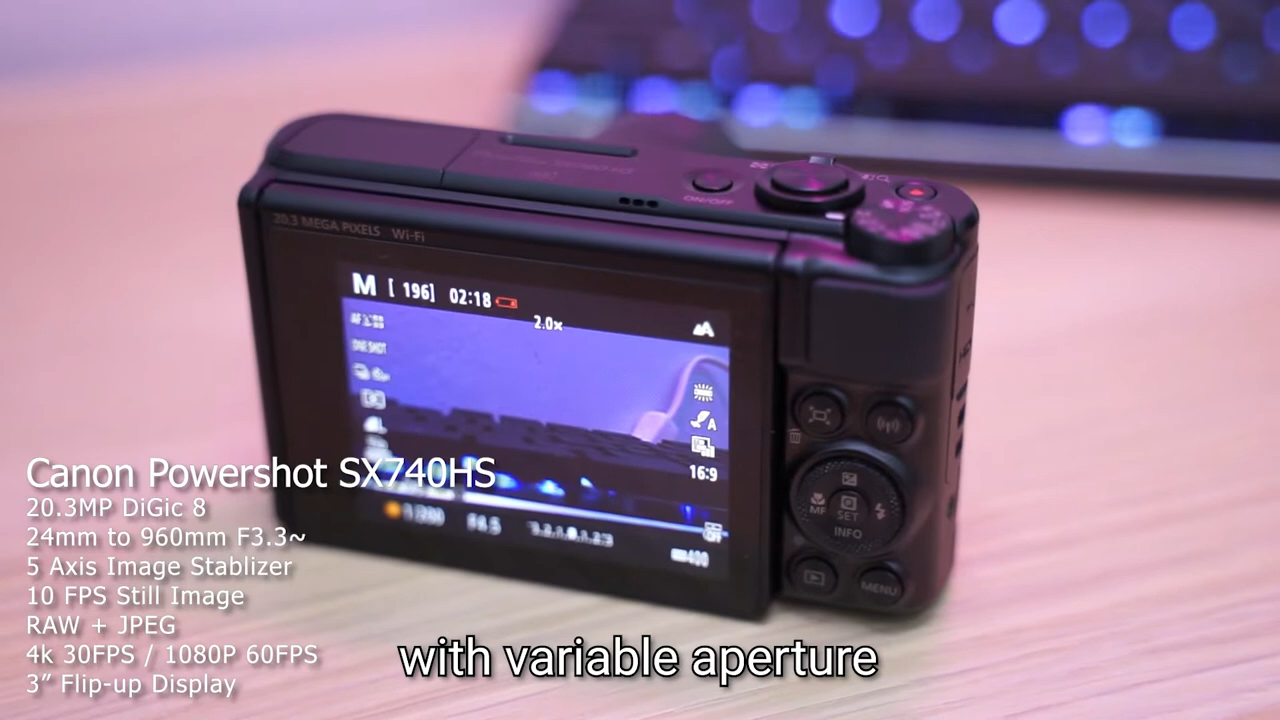 ON/OFF
20.3 MEGA PIXELS Wi-Fi
M [ 196] 02:18
2.0x
ONE SHOT
A
16:9
OFF
MF
SET
INFO
MENU
Canon Powershot SX740HS
20.3MP DiGic 8
24mm to 960mm F3.3~
5 Axis Image Stablizer
10 FPS Still Image
RAW + JPEG
4k 30FPS / 1080P 60FPS
3” Flip-up Display
with variable aperture